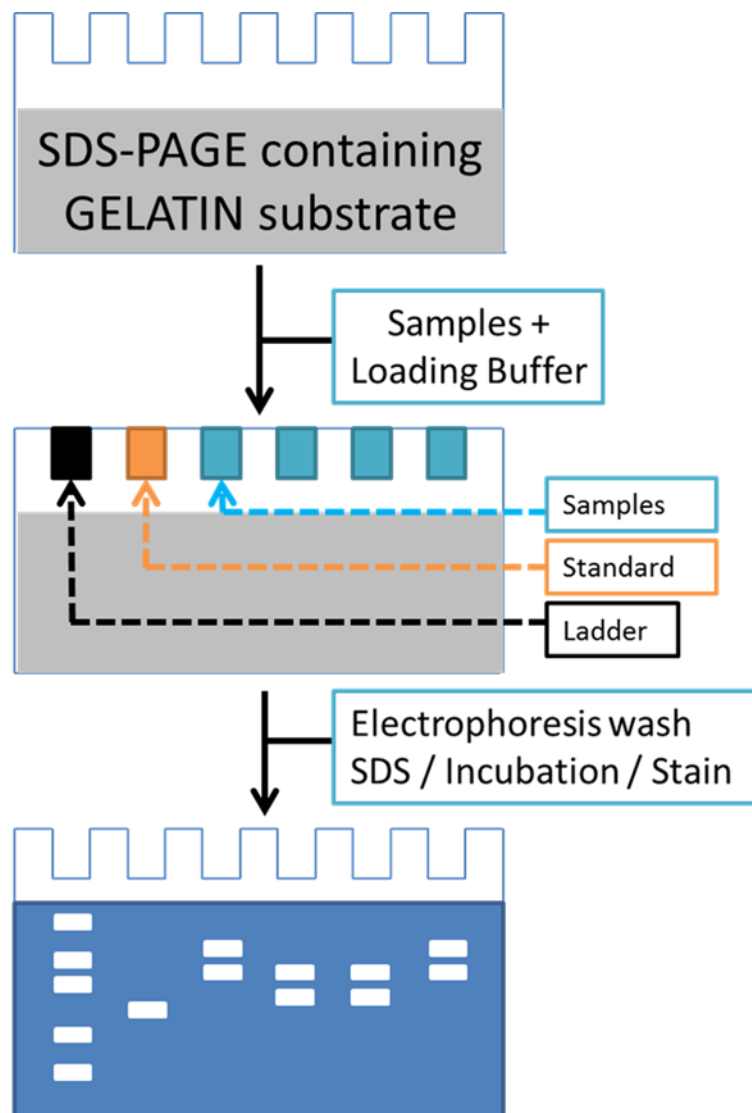 SDS-PAGE containing
GELATIN substrate
Samples +
Loading Buffer
Samples
Standard
Ladder
Electrophoresis wash
SDS / Incubation / Stain